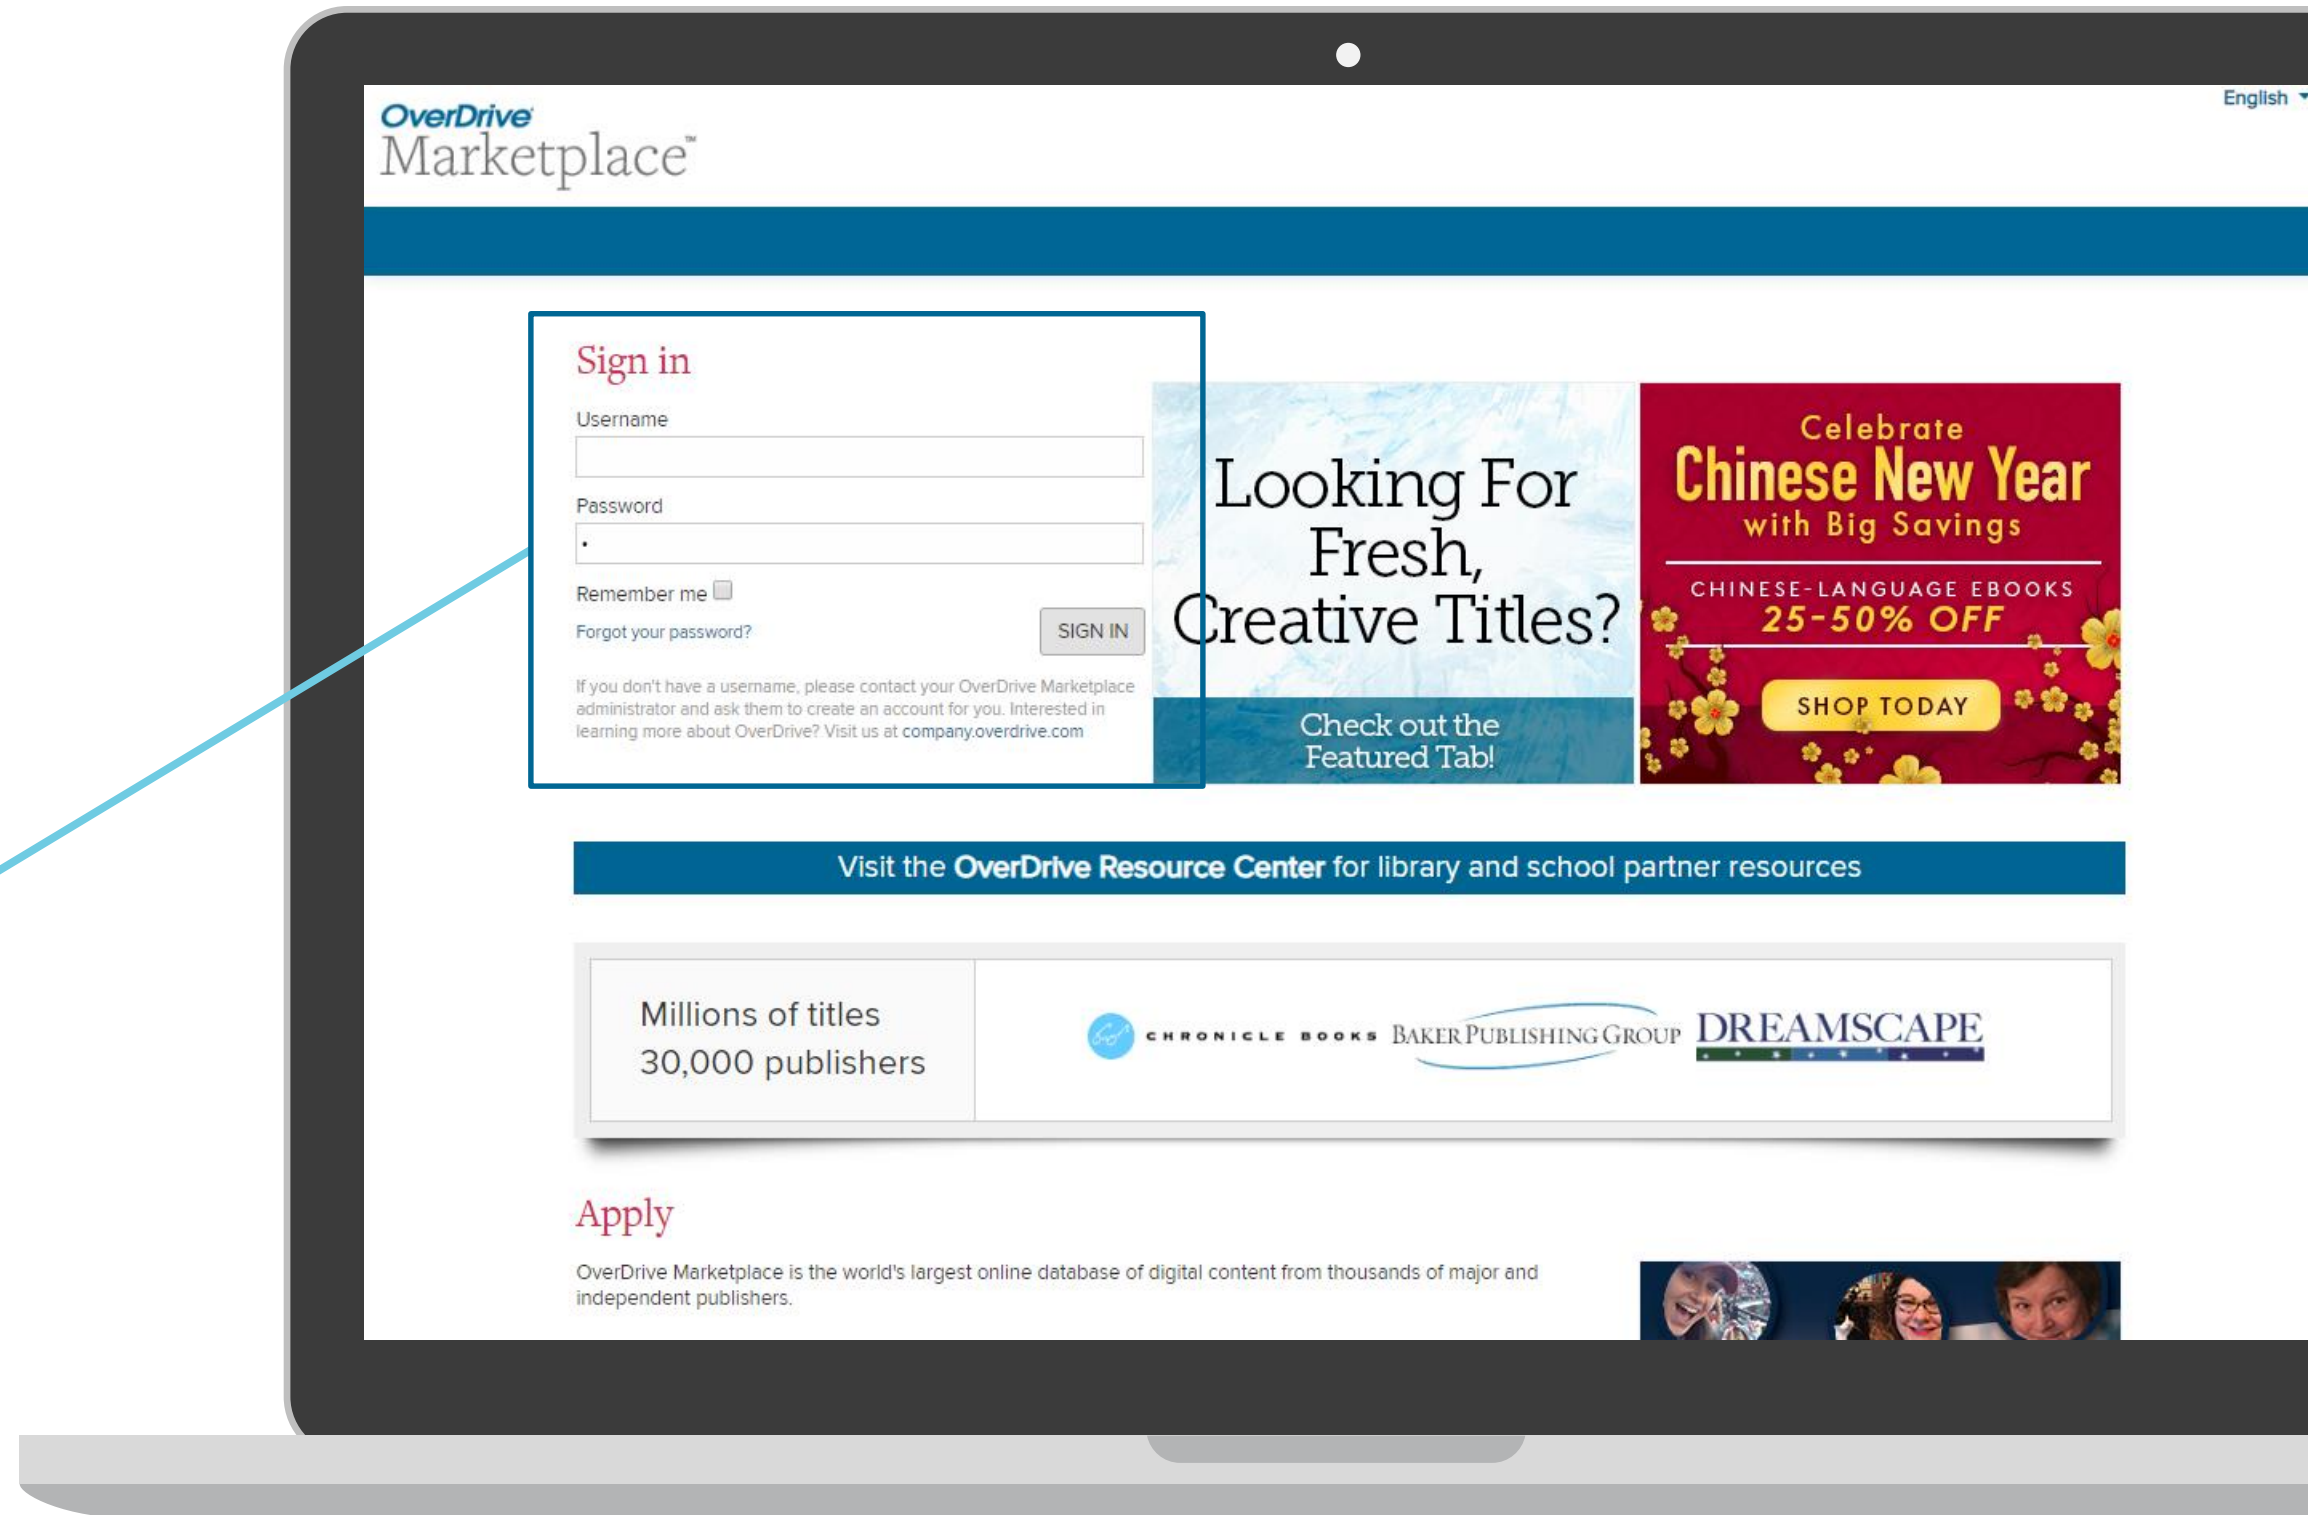 OverDrive
Marketplace™
English
Sign in
Username
Password
Remember me
Forgot your password?
SIGN IN
If you don't have a username, please contact your OverDrive Marketplace
administrator and ask them to create an account for you. Interested in
learning more about OverDrive? Visit us at company.overdrive.com
Looking For
Fresh,
Creative Titles?
Check out the
Featured Tab!
Celebrate
Chinese New Year
with Big Savings
CHINESE-LANGUAGE EBOOKS
25-50% OFF
SHOP TODAY
Visit the OverDrive Resource Center for library and school partner resources
Millions of titles
30,000 publishers
CHRONICLE BOOKS
BAKER PUBLISHING GROUP
DREAMSCAPE
Apply
OverDrive Marketplace is the world's largest online database of digital content from thousands of major and
independent publishers.